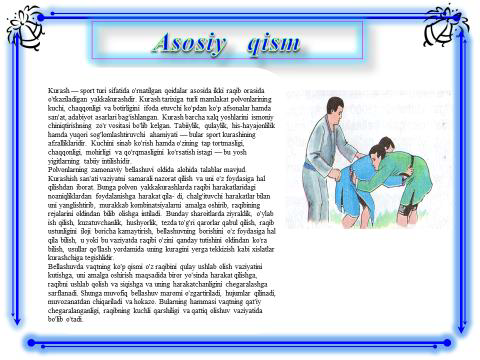 Asosiy qism
Kurash — sport turi sifatida o'rnatilgan qoidalar asosida ikki raqib orasida
o'tkaziladigan yakkakurashdir. Kurash tarixiga turli mamlakat polvonlarining
kuchi, chaqqonligi va botirligini ifoda etuvchi ko'pdan ko'p afsonalar hamda
san'at, adabiyot asarlari bag'ishlangan. Kurash barcha xalq yoshlarini ismoniy
chiniqtirishning zo'r vositasi bo'lib kelgan. Tabiiylik, qulaylik, his-hayajonlilik
hamda yuqori sog'lomlashtiruvchi ahamiyati — bular sport kurashining
afzalliklaridir. Kuchini sinab ko'rish hamda o'zining tap tortmasligi,
chaqqonligi, mohirligi va qo'rqmasligini ko'rsatish istagi — bu yosh
yigitlarning tabiiy intilishidir.
Polvonlarning zamonaviy bellashuvi oldida alohida talablar mavjud.
Kurashish san'ati vaziyatni samarali nazorat qilish va uni o'z foydasiga hal
qilishdan iborat. Bunga polvon yakkakurashlarda raqibi harakatlaridagi
noaniqliklardan foydalanishga harakat qila- di, chalg'ituvchi harakatlar bilan
uni yanglishtirib, murakkab kombinatsiyalarni amalga oshirib, raqibining
rejalarini oldindan bilib olishga intiladi. Bunday sharoitlarda ziyraklik, o'ylab
ish qilish, kuzatuvchanlik, hushyorlik, tezda to'g'ri qarorlar qabul qilish, raqib
ustunligini iloji boricha kamaytirish, bellashuvning borishini o'z foydasiga hal
qila bilish, u yoki bu vaziyatda raqibi o'zini qanday tutishini oldindan ko'ra
bilish, usullar qo'llash yordamida uning kuragini yerga tekkizish kabi xislatlar
kurashchiga tegishlidir.
Bellashuvda vaqtning ko'p qismi o'z raqibini qulay ushlab olish vaziyatini
kutishga, uni amalga oshirish maqsadida biror yo'sinda harakat qilishga,
raqibni ushlab qolish va siqishga va uning harakatchanligini chegaralashga
sarflanadi. Shunga muvofiq bellashuv maromi o'zgartiriladi, hujumlar qilinadi,
muvozanatdan chiqariladi va hokazo. Bularning hammasi vaqtning qat'iy
chegaralanganligi, raqibning kuchli qarshiligi va qattiq olishuv vaziyatida
bo'lib o'tadi.